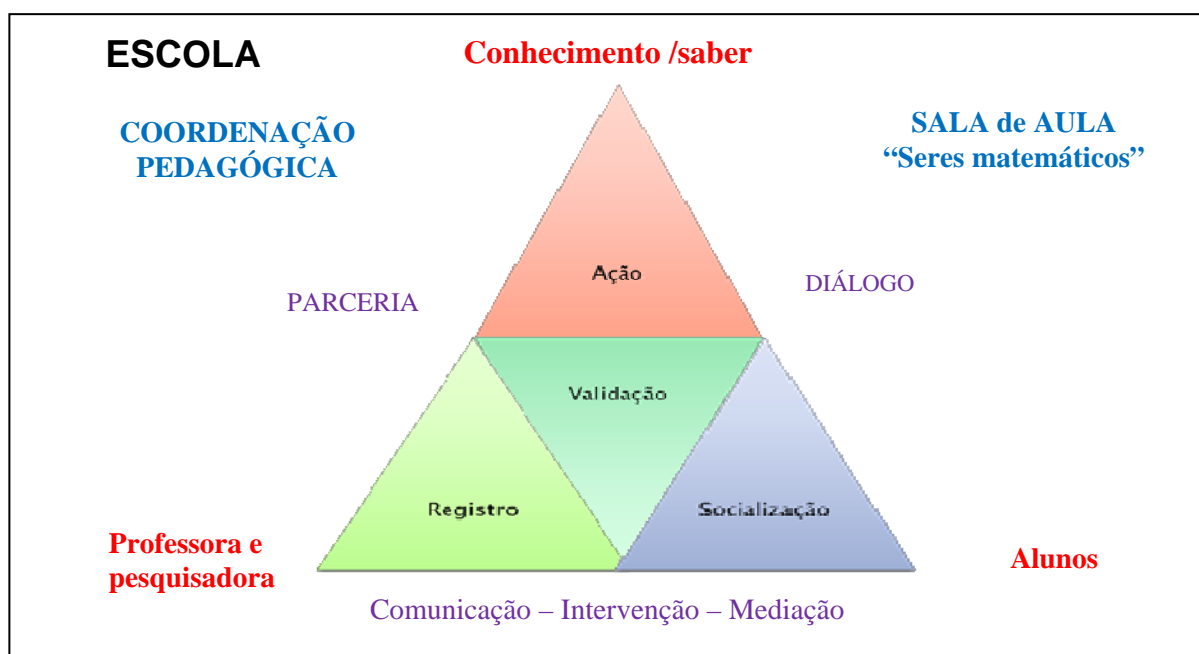 ESCOLA
Conhecimento /saber
COORDENAÇÃO
PEDAGÓGICA
SALA de AULA
“Seres matemáticos”
Ação
PARCERIA
DIÁLOGO
Validação
Registro
Socialização
Professora e
pesquisadora
Alunos
Comunicação – Intervenção – Mediação